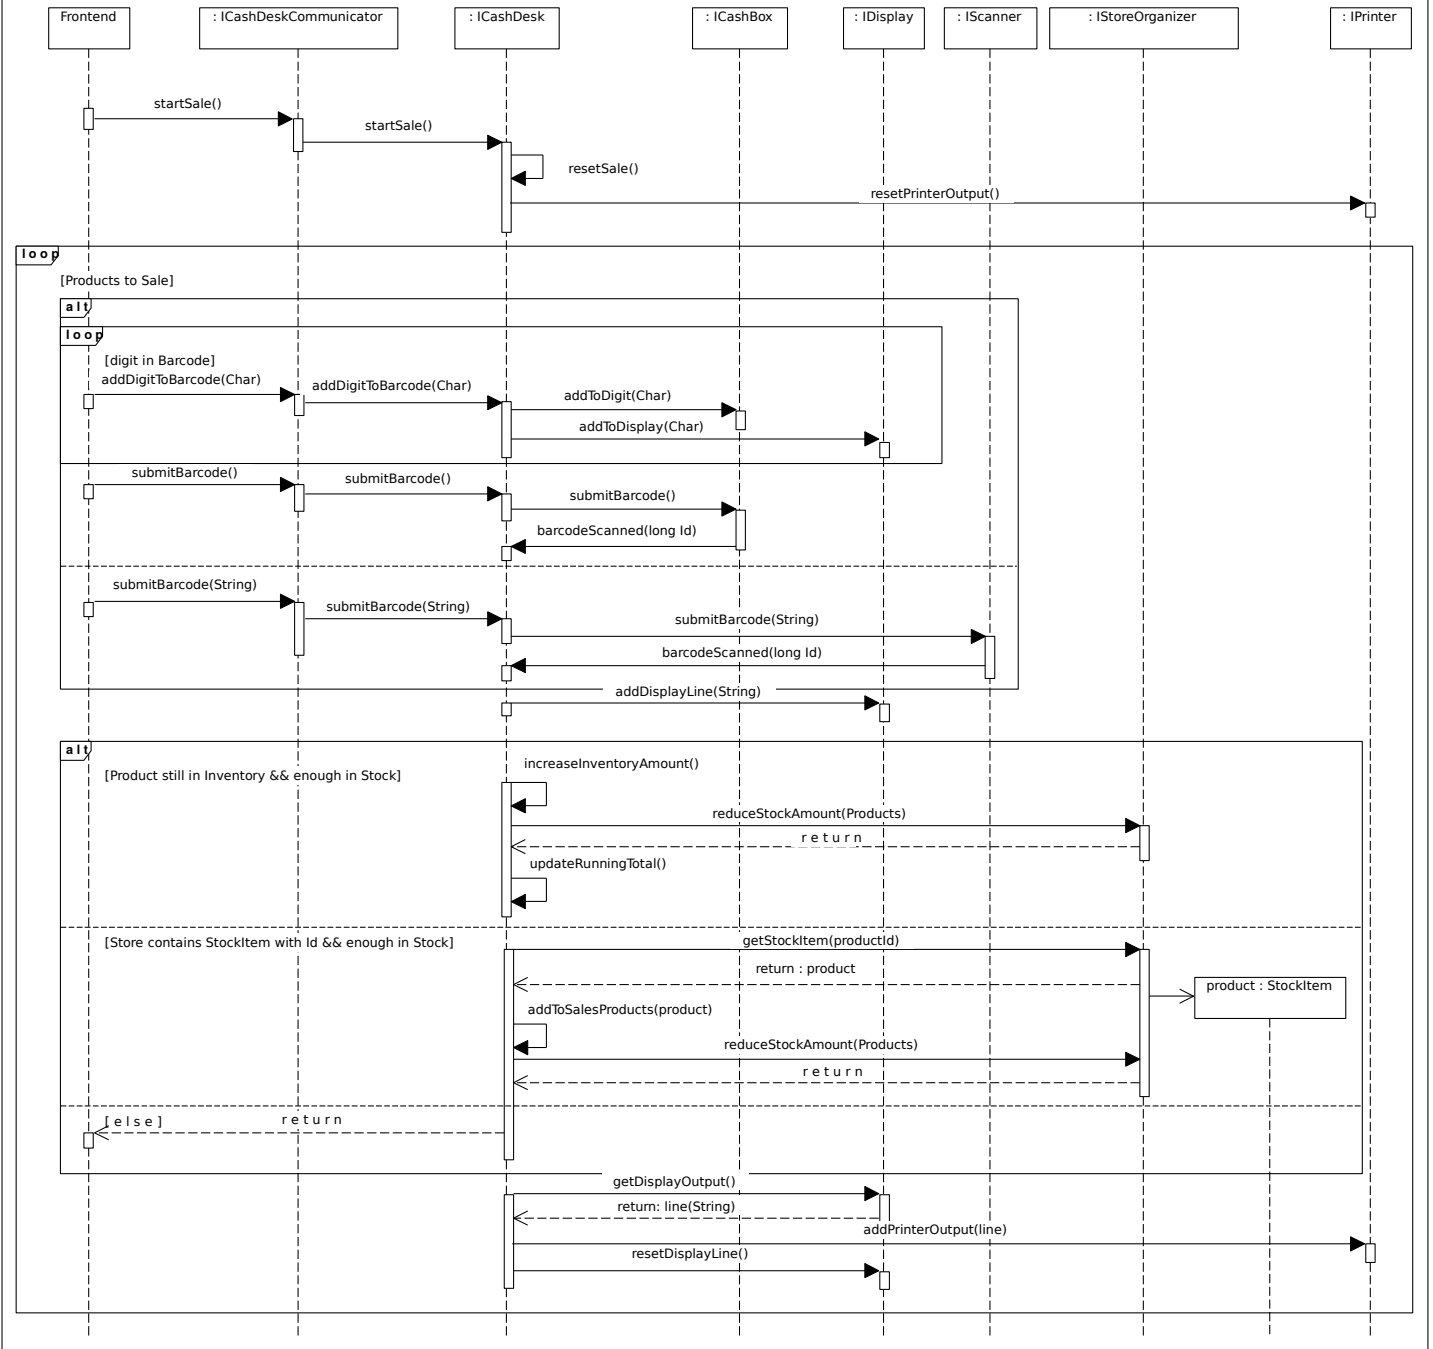 Frontend
: ICashDeskCommunicator
: ICashDesk
: ICashBox
: IDisplay
: IScanner
: IStoreOrganizer
: IPrinter
startSale()
startSale()
resetSale()
resetPrinterOutput()
loop
[Products to Sale]
alt
loop
[digit in Barcode]
addDigitToBarcode(Char)
addDigitToBarcode(Char)
addToDigit(Char)
addToDisplay(Char)
submitBarcode()
submitBarcode()
submitBarcode()
barcodeScanned(long Id)
submitBarcode(String)
submitBarcode(String)
submitBarcode(String)
barcodeScanned(long Id)
addDisplayLine(String)
alt
[Product still in Inventory && enough in Stock]
increaseInventoryAmount()
reduceStockAmount(Products)
return
updateRunningTotal()
[Store contains StockItem with Id && enough in Stock]
getStockItem(productId)
return : product
product : StockItem
addToSalesProducts(product)
reduceStockAmount(Products)
return
[else]
return
getDisplayOutput()
return: line(String)
addPrinterOutput(line)
resetDisplayLine()